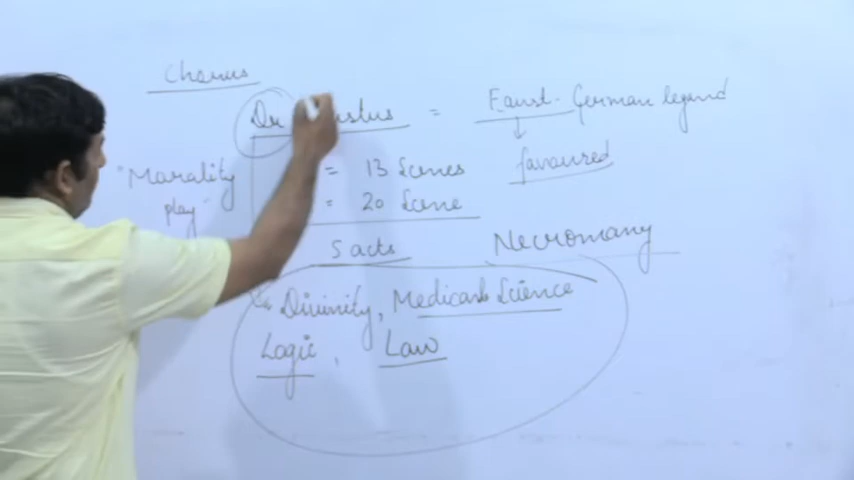 Chorus
Dr ustus = Faust - German legend
favoured
"Morality = 13 Scenes
play" = 20 Scene
5 acts Necromany
Divinity, Medical Science
Logic, Law